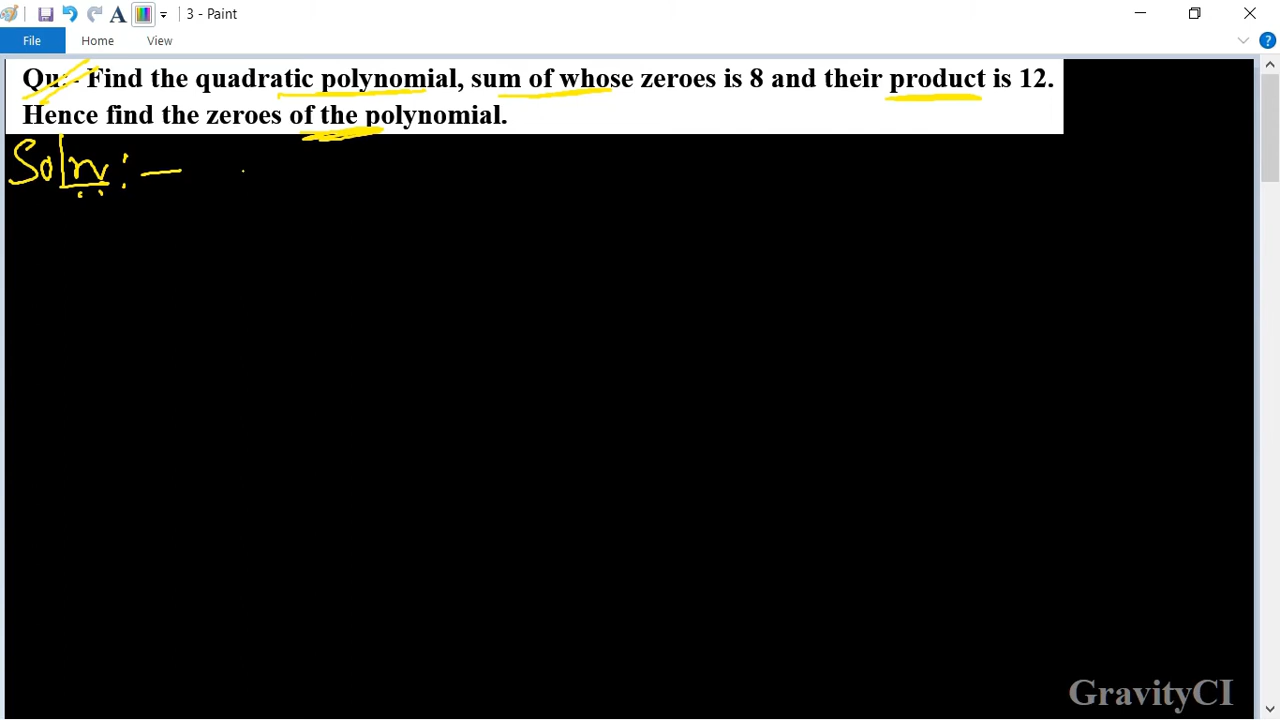 3 - Paint
File Home View
Qu:- Find the quadratic polynomial, sum of whose zeroes is 8 and their product is 12.
Hence find the zeroes of the polynomial.
Soln :-
GravityCI